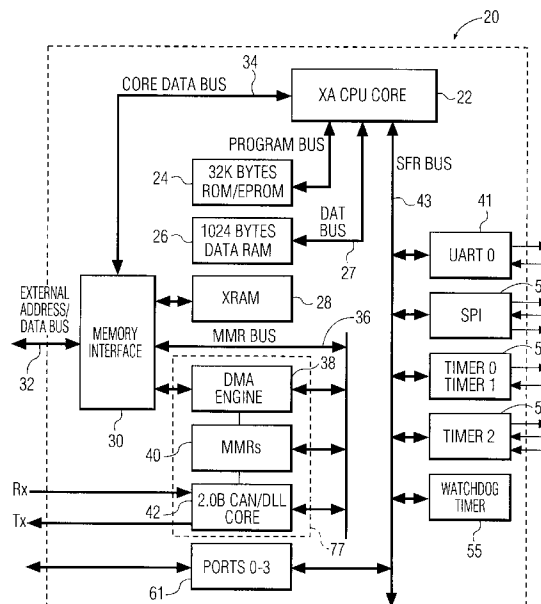 20
34
CORE DATA BUS
XA CPU CORE
22
PROGRAM BUS
SFR BUS
24
32K BYTES
ROM/EPROM
43
41
26
1024 BYTES
DATA RAM
DAT
BUS
27
UART 0
EXTERNAL
ADDRESS/
DATA BUS
32
MEMORY
INTERFACE
30
XRAM
28
SPI
MMR BUS
36
38
DMA
ENGINE
TIMER 0
TIMER 1
40
MMRs
TIMER 2
Rx
Tx
42
2.0B CAN/DLL
CORE
77
WATCHDOG
TIMER
55
PORTS 0-3
61